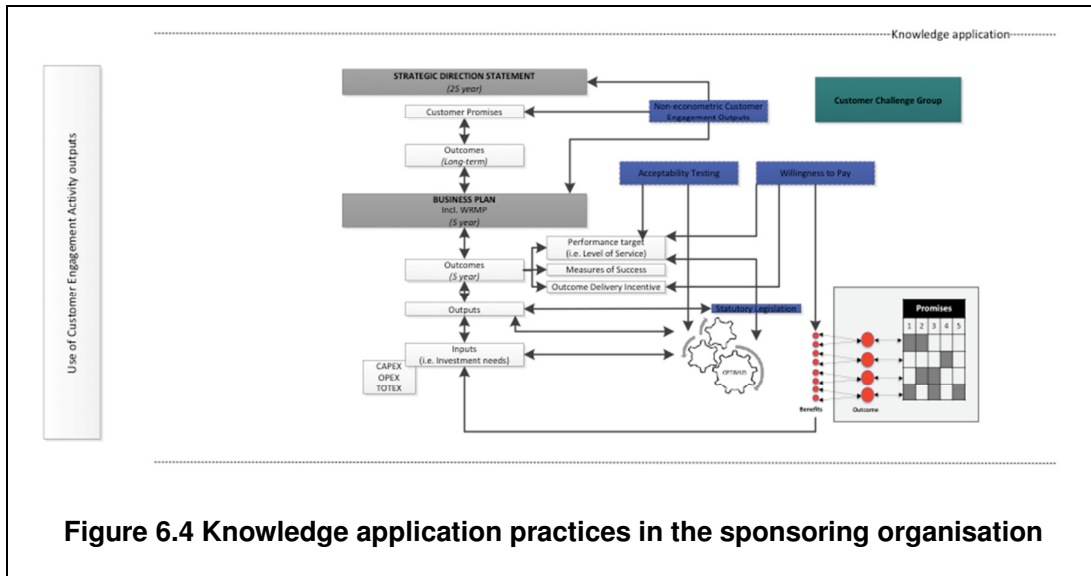 Knowledge application
Use of Customer Engagement Activity outputs
STRATEGIC DIRECTION STATEMENT
(25 year)
Customer Promises
Outcomes
(Long-term)
BUSINESS PLAN
Incl. WRMP
(5 year)
Outcomes
(5 year)
Outputs
Inputs
(i.e. Investment needs)
CAPEX
OPEX
TOTEX
Non-econometric Customer
Engagement Outputs
Customer Challenge Group
Acceptability Testing
Willingness to Pay
Performance target
(i.e. Level of Service)
Measures of Success
Outcome Delivery Incentive
Statutory Legislation
OPTIMUS
Benefits
Outcome
Promises
1 2 3 4 5
Figure 6.4 Knowledge application practices in the sponsoring organisation